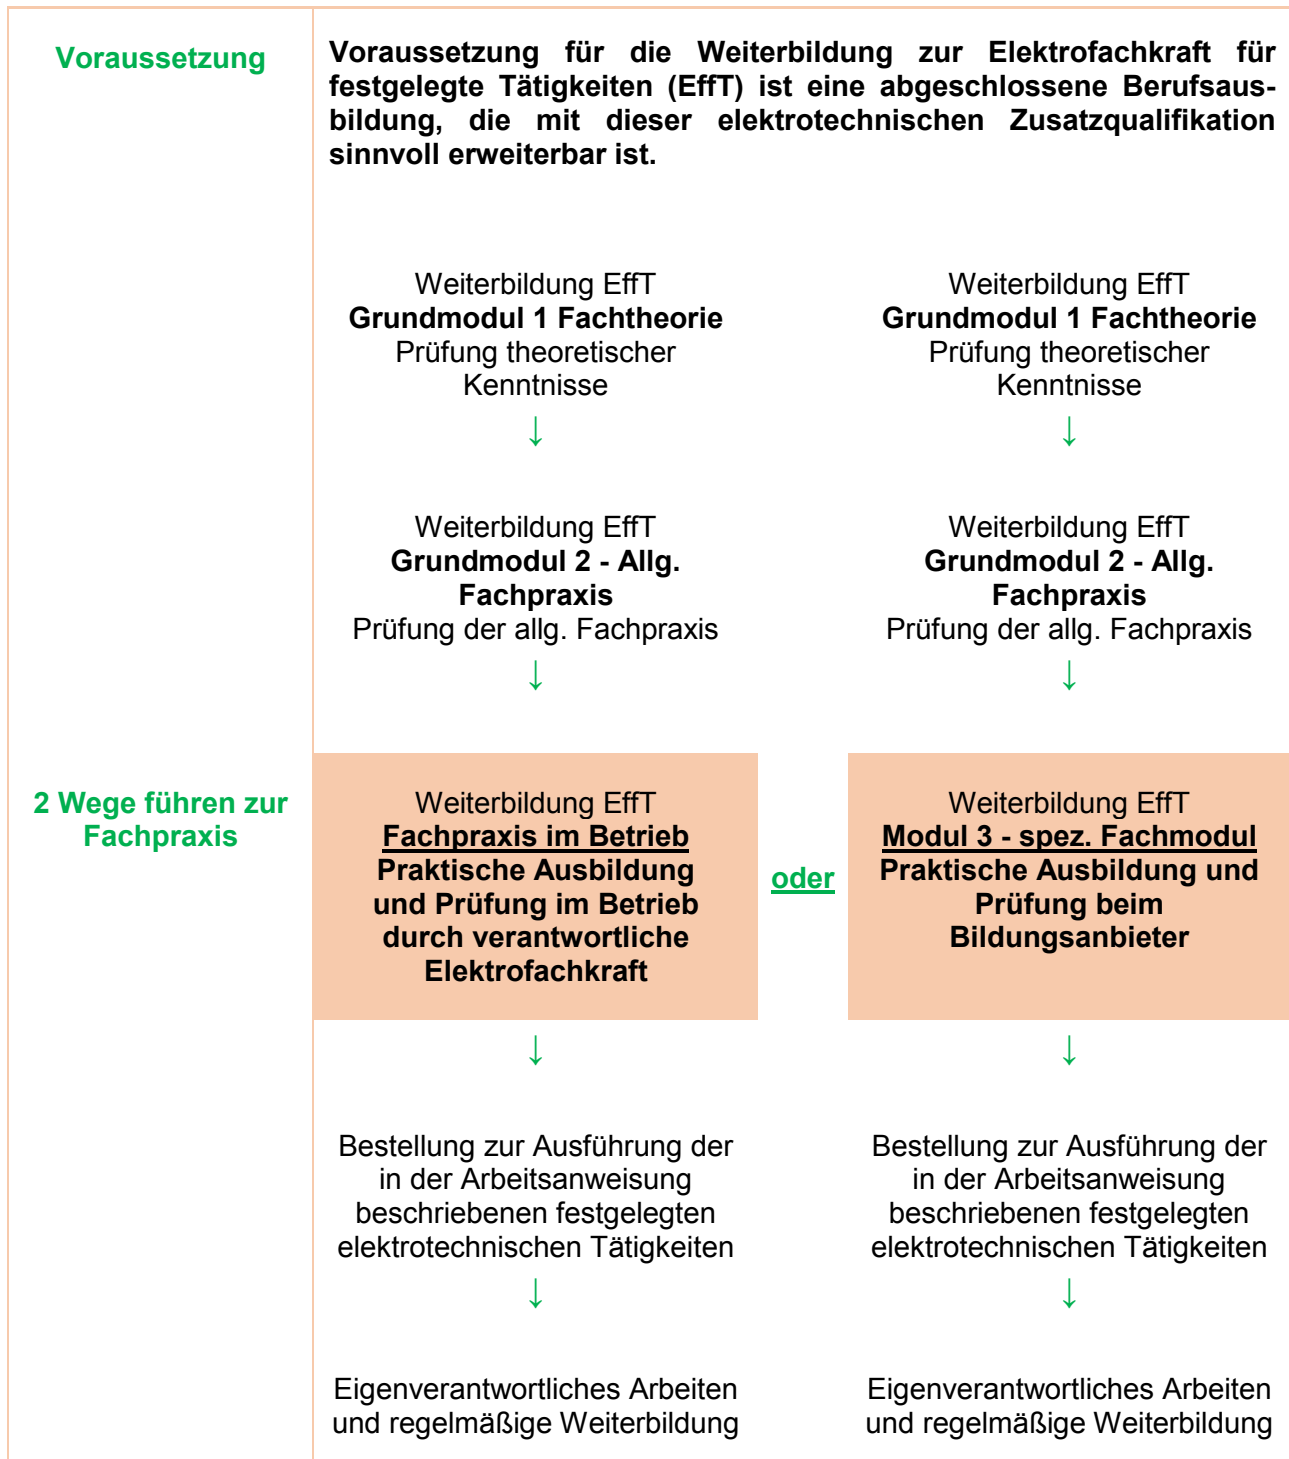 Voraussetzung
Voraussetzung für die Weiterbildung zur Elektrofachkraft für
festgelegte Tätigkeiten (EffT) ist eine abgeschlossene Berufsaus-
bildung, die mit dieser elektrotechnischen Zusatzqualifikation
sinnvoll erweiterbar ist.
Weiterbildung EffT
Grundmodul 1 Fachtheorie
Prüfung theoretischer
Kenntnisse
↓
Weiterbildung EffT
Grundmodul 1 Fachtheorie
Prüfung theoretischer
Kenntnisse
↓
Weiterbildung EffT
Grundmodul 2 - Allg.
Fachpraxis
Prüfung der allg. Fachpraxis
↓
Weiterbildung EffT
Grundmodul 2 - Allg.
Fachpraxis
Prüfung der allg. Fachpraxis
↓
2 Wege führen zur
Fachpraxis
Weiterbildung EffT
Fachpraxis im Betrieb
Praktische Ausbildung
und Prüfung im Betrieb
durch verantwortliche
Elektrofachkraft
oder
Weiterbildung EffT
Modul 3 - spez. Fachmodul
Praktische Ausbildung und
Prüfung beim
Bildungsanbieter
↓
↓
Bestellung zur Ausführung der
in der Arbeitsanweisung
beschriebenen festgelegten
elektrotechnischen Tätigkeiten
↓
Bestellung zur Ausführung der
in der Arbeitsanweisung
beschriebenen festgelegten
elektrotechnischen Tätigkeiten
↓
Eigenverantwortliches Arbeiten
und regelmäßige Weiterbildung
Eigenverantwortliches Arbeiten
und regelmäßige Weiterbildung